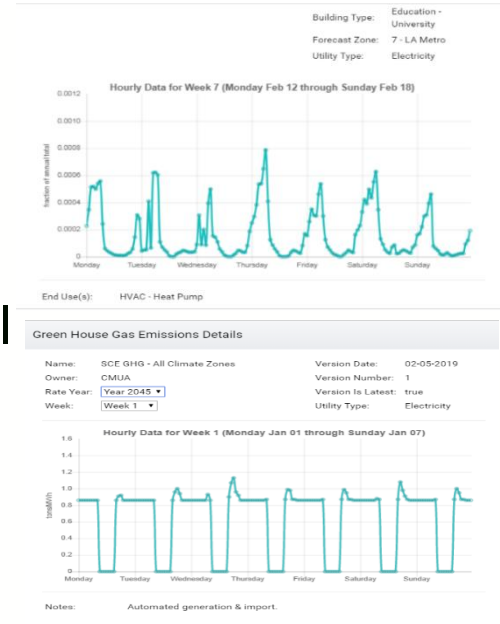 Building Type: Education - University
Forecast Zone: 7 - LA Metro
Utility Type: Electricity
Hourly Data for Week 7 (Monday Feb 12 through Sunday Feb 18)
0.0012
0.0010
0.0008
0.0006
0.0004
0.0002
0
fraction of annual total
Monday Tuesday Wednesday Thursday Friday Saturday Sunday
End Use(s): HVAC - Heat Pump
Green House Gas Emissions Details
Name: SCE GHG - All Climate Zones Version Date: 02-05-2019
Owner: CMUA Version Number: 1
Rate Year: Year 2045 Version Is Latest: true
Week: Week 1 Utility Type: Electricity
Hourly Data for Week 1 (Monday Jan 01 through Sunday Jan 07)
1.6
1.4
1.2
1.0
0.8
0.6
0.4
0.2
0
tons/MWh
Monday Tuesday Wednesday Thursday Friday Saturday Sunday
Notes: Automated generation & import.